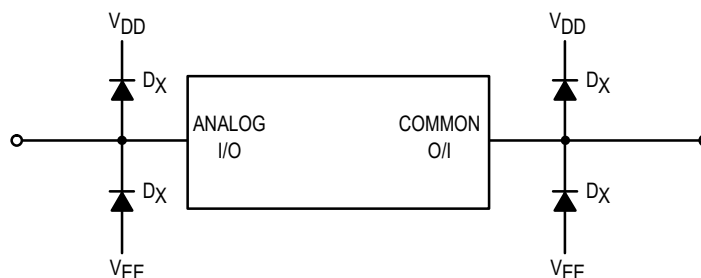 VDD
VDD
DX
DX
ANALOG
I/O
COMMON
O/I
DX
DX
VEE
VEE